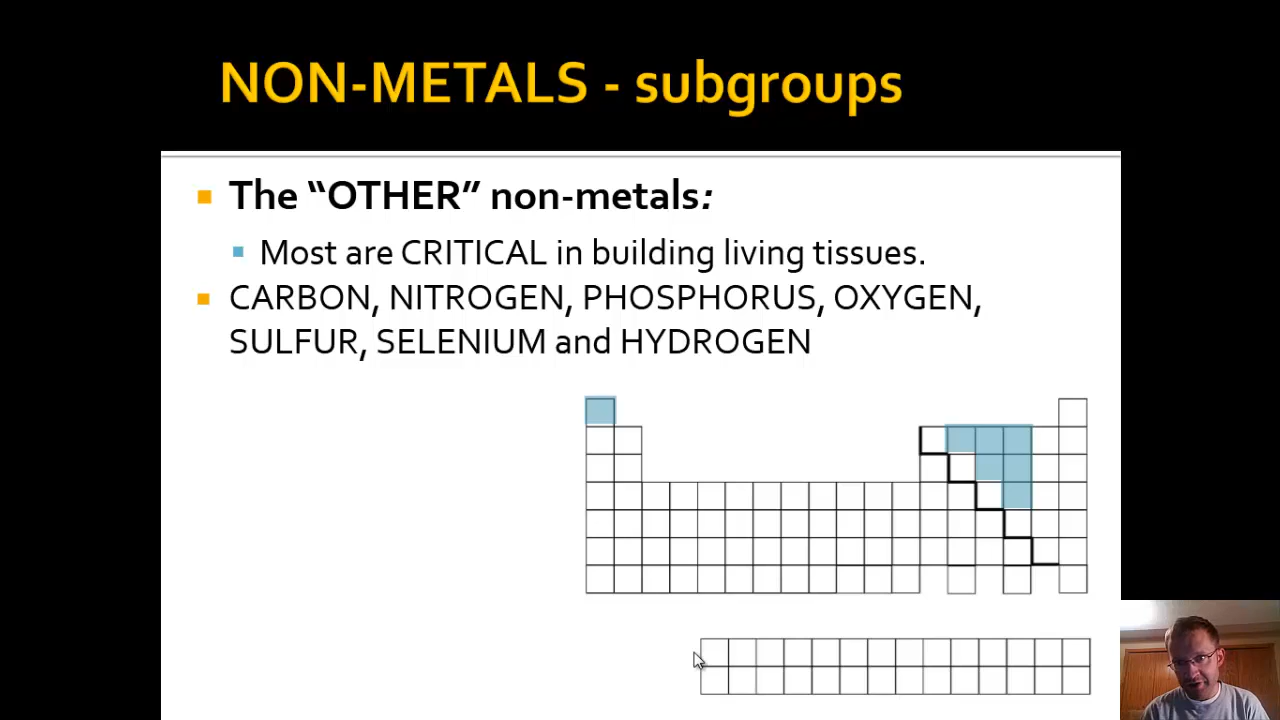 NON-METALS - subgroups
The “OTHER” non-metals:
Most are CRITICAL in building living tissues.
CARBON, NITROGEN, PHOSPHORUS, OXYGEN,
SULFUR, SELENIUM and HYDROGEN